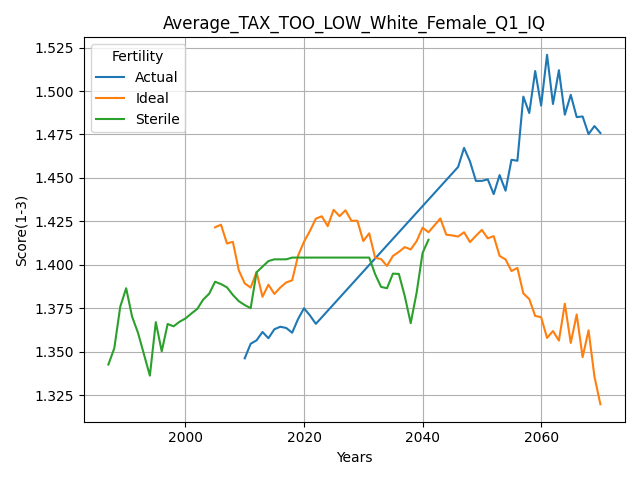 Average_TAX_TOO_LOW_White_Female_Q1_IQ
Fertility
Actual
Ideal
Sterile
Score(1-3)
1.525
1.500
1.475
1.450
1.425
1.400
1.375
1.350
1.325
2000
2020
2040
2060
Years